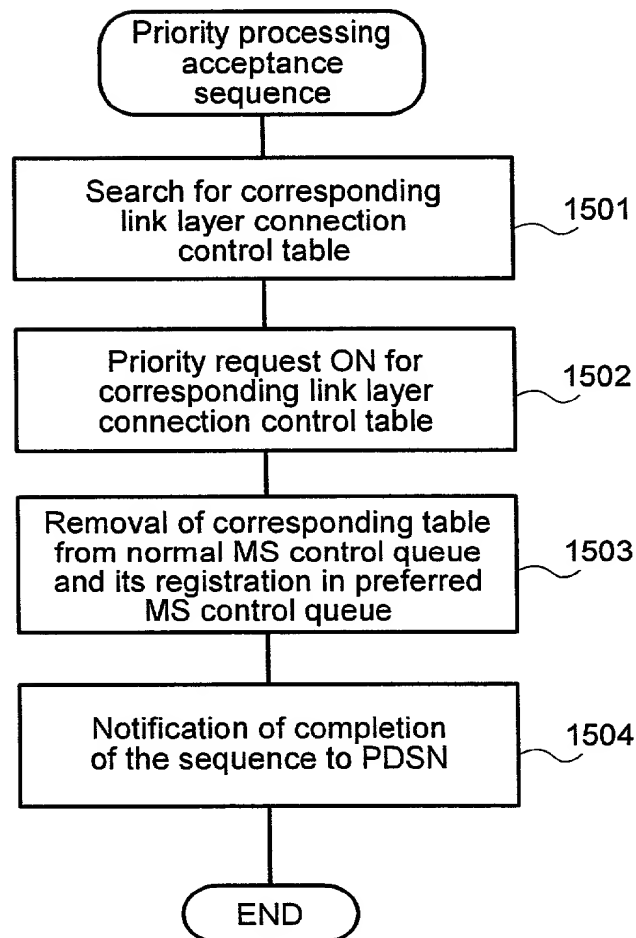 Priority processing
acceptance
sequence
Search for corresponding
link layer connection
control table
1501
Priority request ON for
corresponding link layer
connection control table
1502
Removal of corresponding table
from normal MS control queue
and its registration in preferred
MS control queue
1503
Notification of completion
of the sequence to PDSN
1504
END